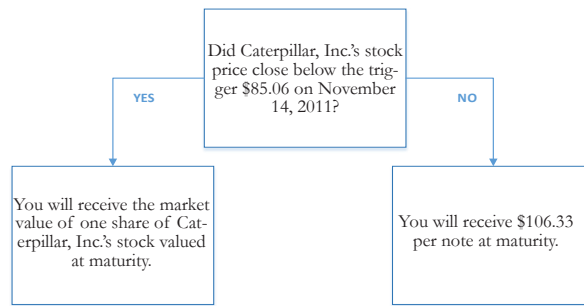 Did Caterpillar, Inc.'s stock
price close below the trig-
ger $85.06 on November
14, 2011?
YES
NO
You will receive the market
value of one share of Cat-
erpillar, Inc.'s stock valued
at maturity.
You will receive $106.33
per note at maturity.